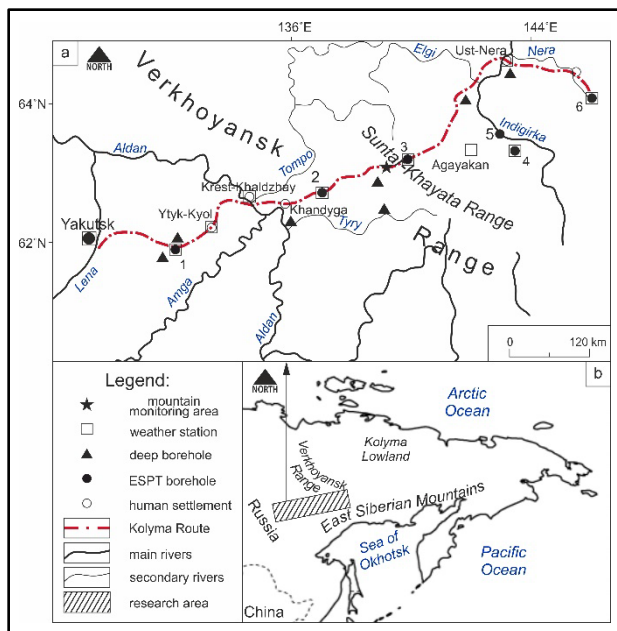 136°E
144°E
a
NORTH
Verkhoyansk
Elgi
Ust-Nera
Nera
64°N
6
Aldan
Tompo
Suntar-Khayata Range
3
5
Indigirka
4
Agayakan
Krest-Khaldzhay
2
Yakutsk
Ytyk-Kyol
Khandyga
Tyry
62°N
Range
1
Lena
Amga
Aldan
0
120 km
Legend:
mountain
monitoring area
weather station
deep borehole
ESPT borehole
human settlement
Kolyma Route
main rivers
secondary rivers
research area
b
NORTH
Arctic
Ocean
Kolyma
Lowland
Verkhoyansk
Range
Russia
East Siberian Mountains
Sea of
Okhotsk
Pacific
Ocean
China